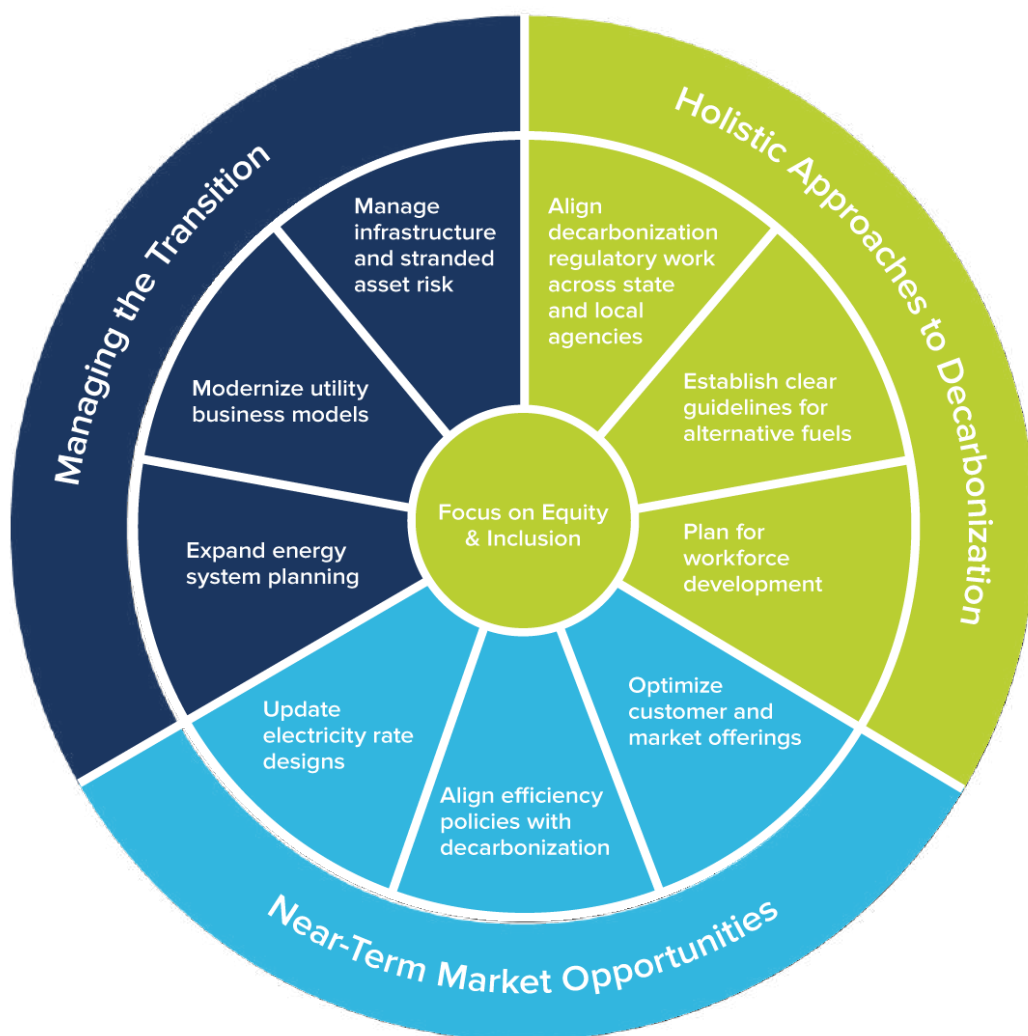 Managing the Transition
Manage
infrastructure
and stranded
asset risk
Modernize utility
business models
Expand energy
system planning
Holistic Approaches to Decarbonization
Align
decarbonization
regulatory work
across state
and local
agencies
Establish clear
guidelines for
alternative fuels
Plan for
workforce
development
Focus on Equity
& Inclusion
Update
electricity rate
designs
Align efficiency
policies with
decarbonization
Optimize
customer and
market offerings
Near-Term Market Opportunities